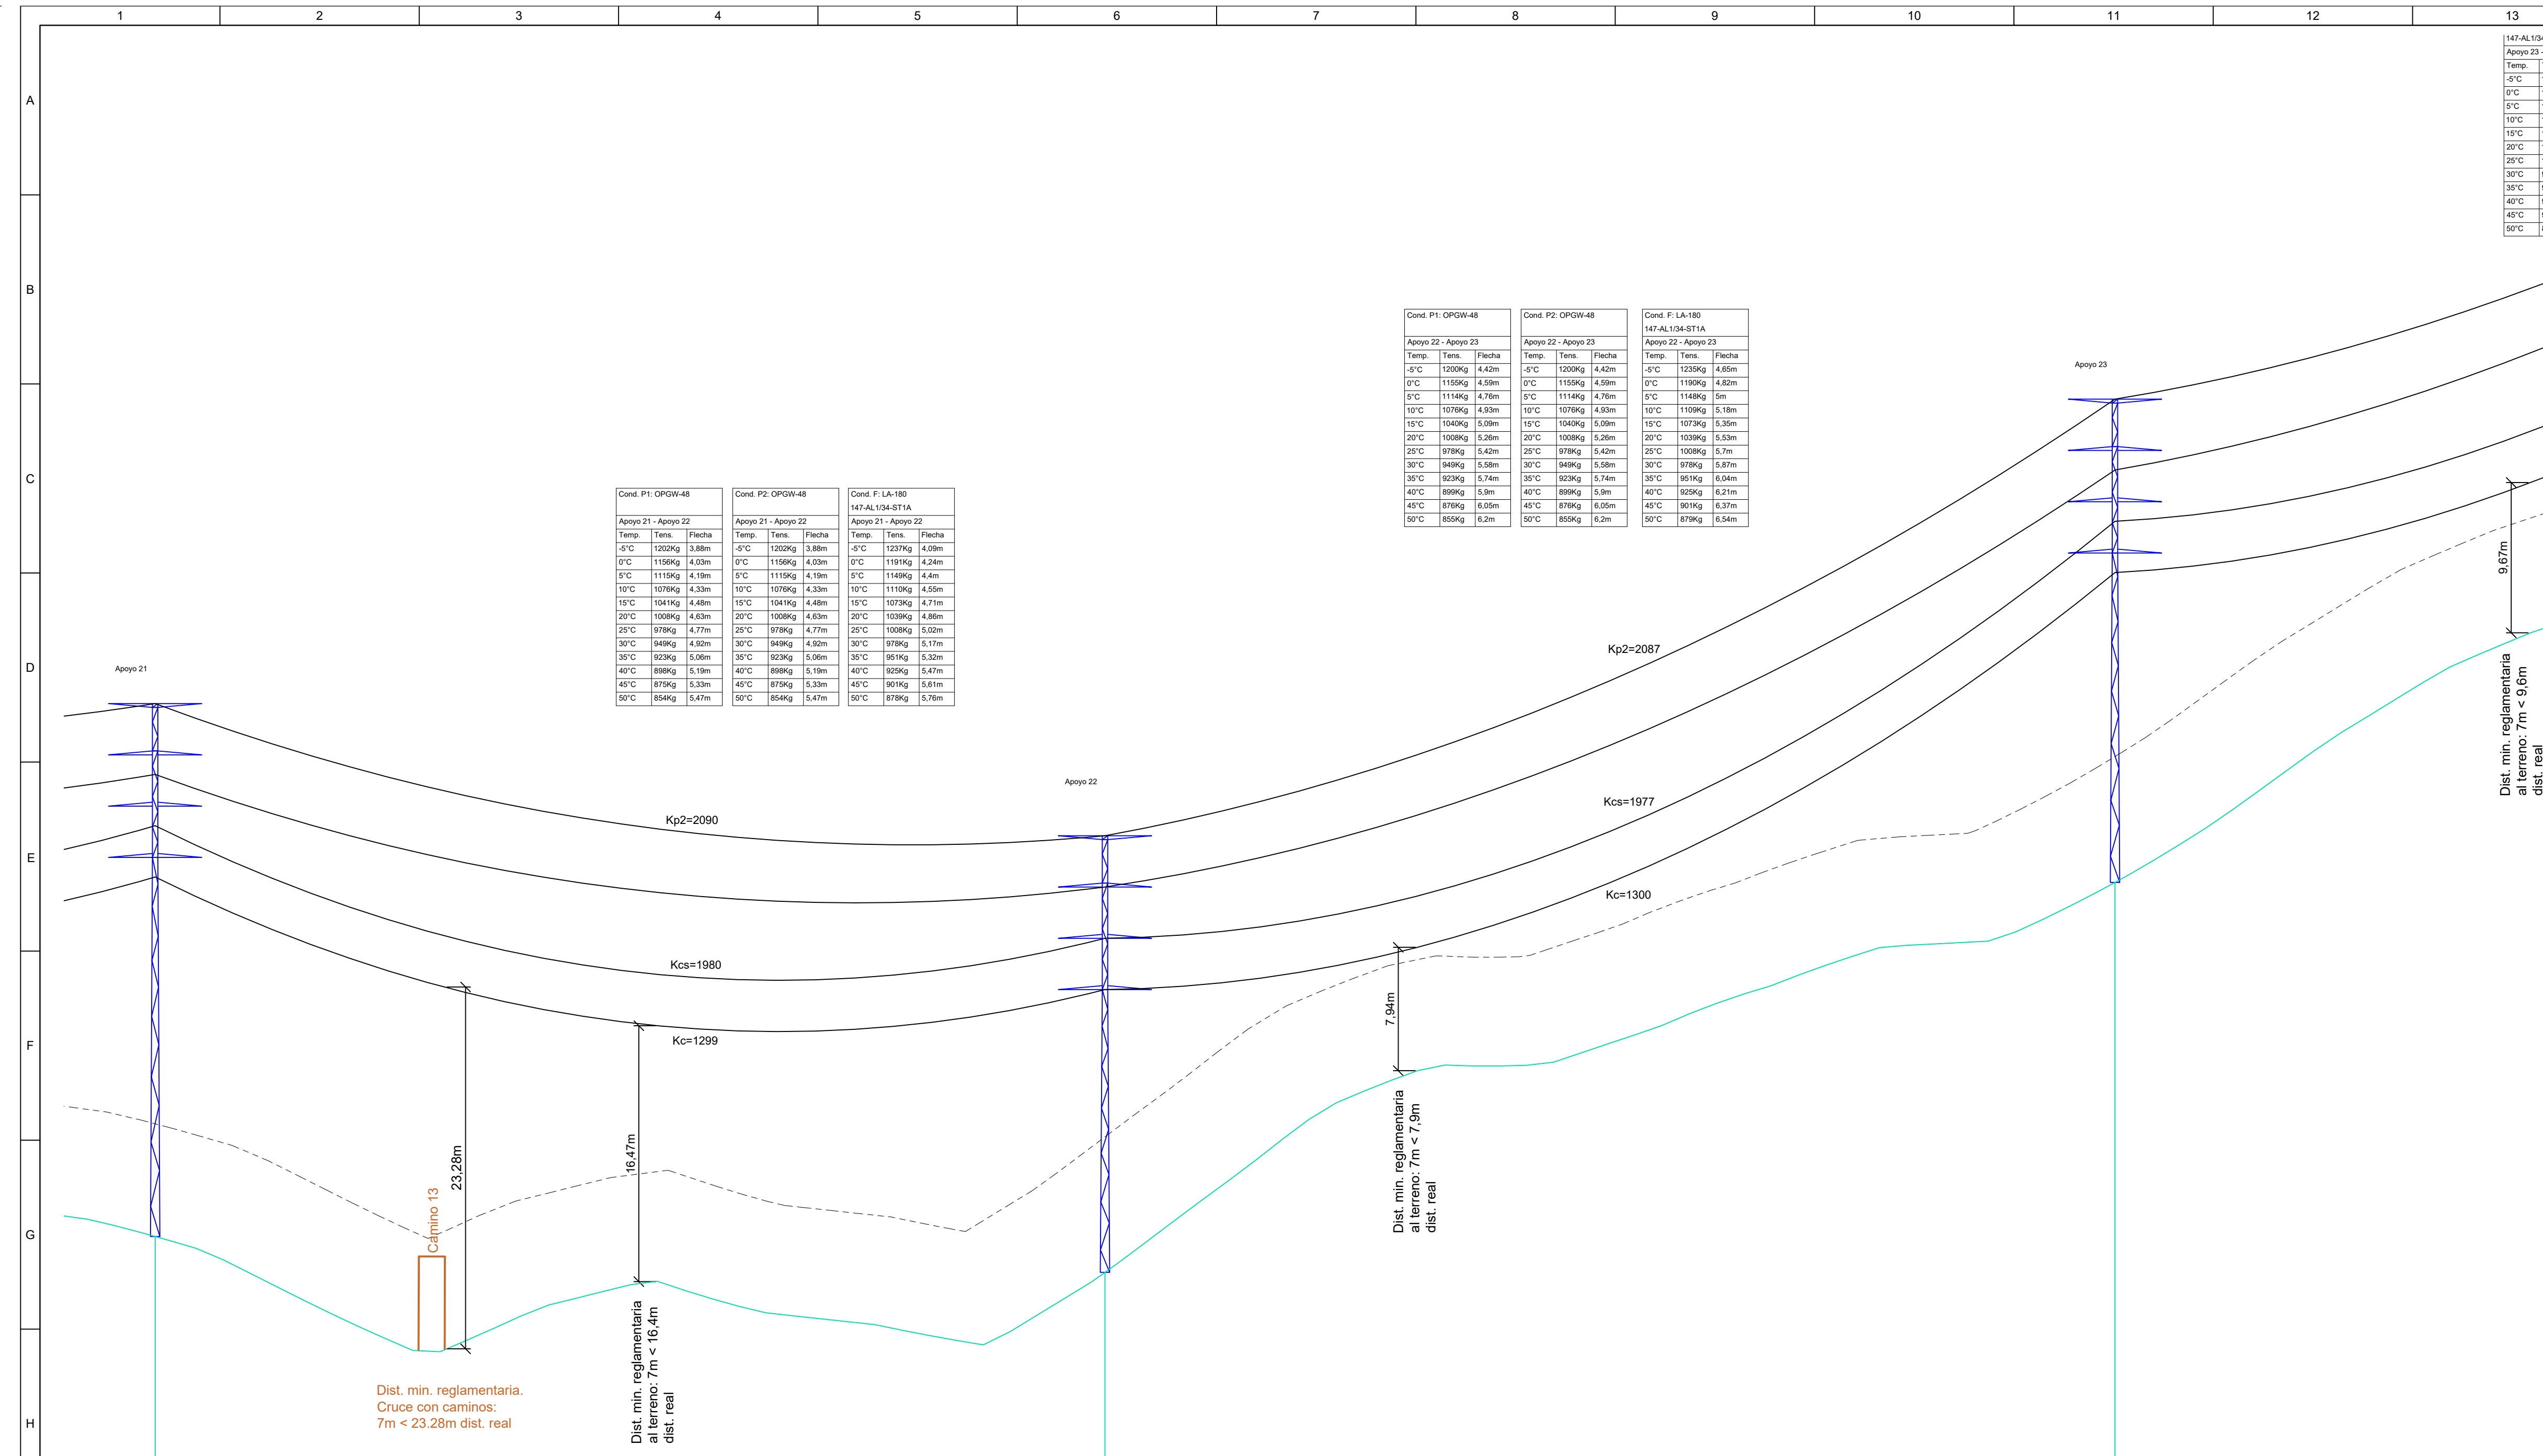 1 2 3 4 5 6 7 8 9 10 11 12 13
A
B
C
D
E
F
G
H
Apoyo 21
Cond. P1: OPGW-48
Apoyo 21 - Apoyo 22
Temp. Tens. Flecha
-5°C 1202Kg 3,88m
0°C 1156Kg 4,03m
5°C 1115Kg 4,19m
10°C 1076Kg 4,33m
15°C 1041Kg 4,48m
20°C 1008Kg 4,63m
25°C 978Kg 4,77m
30°C 949Kg 4,92m
35°C 923Kg 5,06m
40°C 898Kg 5,19m
45°C 875Kg 5,33m
50°C 854Kg 5,47m
Cond. P2: OPGW-48
Apoyo 21 - Apoyo 22
Temp. Tens. Flecha
-5°C 1202Kg 3,88m
0°C 1156Kg 4,03m
5°C 1115Kg 4,19m
10°C 1076Kg 4,33m
15°C 1041Kg 4,48m
20°C 1008Kg 4,63m
25°C 978Kg 4,77m
30°C 949Kg 4,92m
35°C 923Kg 5,06m
40°C 898Kg 5,19m
45°C 875Kg 5,33m
50°C 854Kg 5,47m
Cond. F: LA-180
147-AL1/34-ST1A
Apoyo 21 - Apoyo 22
Temp. Tens. Flecha
-5°C 1237Kg 4,09m
0°C 1191Kg 4,24m
5°C 1149Kg 4,4m
10°C 1110Kg 4,55m
15°C 1073Kg 4,71m
20°C 1039Kg 4,86m
25°C 1008Kg 5,02m
30°C 978Kg 5,17m
35°C 951Kg 5,32m
40°C 925Kg 5,47m
45°C 901Kg 5,61m
50°C 878Kg 5,76m
Kp2=2090
Kcs=1980
Kc=1299
23,28m
Camino 13
Dist. min. reglamentaria.
Cruce con caminos:
7m < 23.28m dist. real
16,47m
Dist. min. reglamentaria
al terreno: 7m < 16,4m
dist. real
Apoyo 22
Cond. P1: OPGW-48
Apoyo 22 - Apoyo 23
Temp. Tens. Flecha
-5°C 1200Kg 4,42m
0°C 1155Kg 4,59m
5°C 1114Kg 4,76m
10°C 1076Kg 4,93m
15°C 1040Kg 5,09m
20°C 1008Kg 5,26m
25°C 978Kg 5,42m
30°C 949Kg 5,58m
35°C 923Kg 5,74m
40°C 899Kg 5,9m
45°C 876Kg 6,05m
50°C 855Kg 6,2m
Cond. P2: OPGW-48
Apoyo 22 - Apoyo 23
Temp. Tens. Flecha
-5°C 1200Kg 4,42m
0°C 1155Kg 4,59m
5°C 1114Kg 4,76m
10°C 1076Kg 4,93m
15°C 1040Kg 5,09m
20°C 1008Kg 5,26m
25°C 978Kg 5,42m
30°C 949Kg 5,58m
35°C 923Kg 5,74m
40°C 899Kg 5,9m
45°C 876Kg 6,05m
50°C 855Kg 6,2m
Cond. F: LA-180
147-AL1/34-ST1A
Apoyo 22 - Apoyo 23
Temp. Tens. Flecha
-5°C 1235Kg 4,65m
0°C 1190Kg 4,82m
5°C 1148Kg 5m
10°C 1109Kg 5,18m
15°C 1073Kg 5,35m
20°C 1039Kg 5,53m
25°C 1008Kg 5,7m
30°C 978Kg 5,87m
35°C 951Kg 6,04m
40°C 925Kg 6,21m
45°C 901Kg 6,37m
50°C 879Kg 6,54m
Kp2=2087
Kcs=1977
Kc=1300
7,94m
Dist. min. reglamentaria
al terreno: 7m < 7,9m
dist. real
Apoyo 23
Apoyo 23 -
Temp.
-5°C
0°C
5°C
10°C
15°C
20°C
25°C
30°C
35°C
40°C
45°C
50°C
9,67m
Dist. min. reglamentaria
al terreno: 7m < 9,6m
dist. real